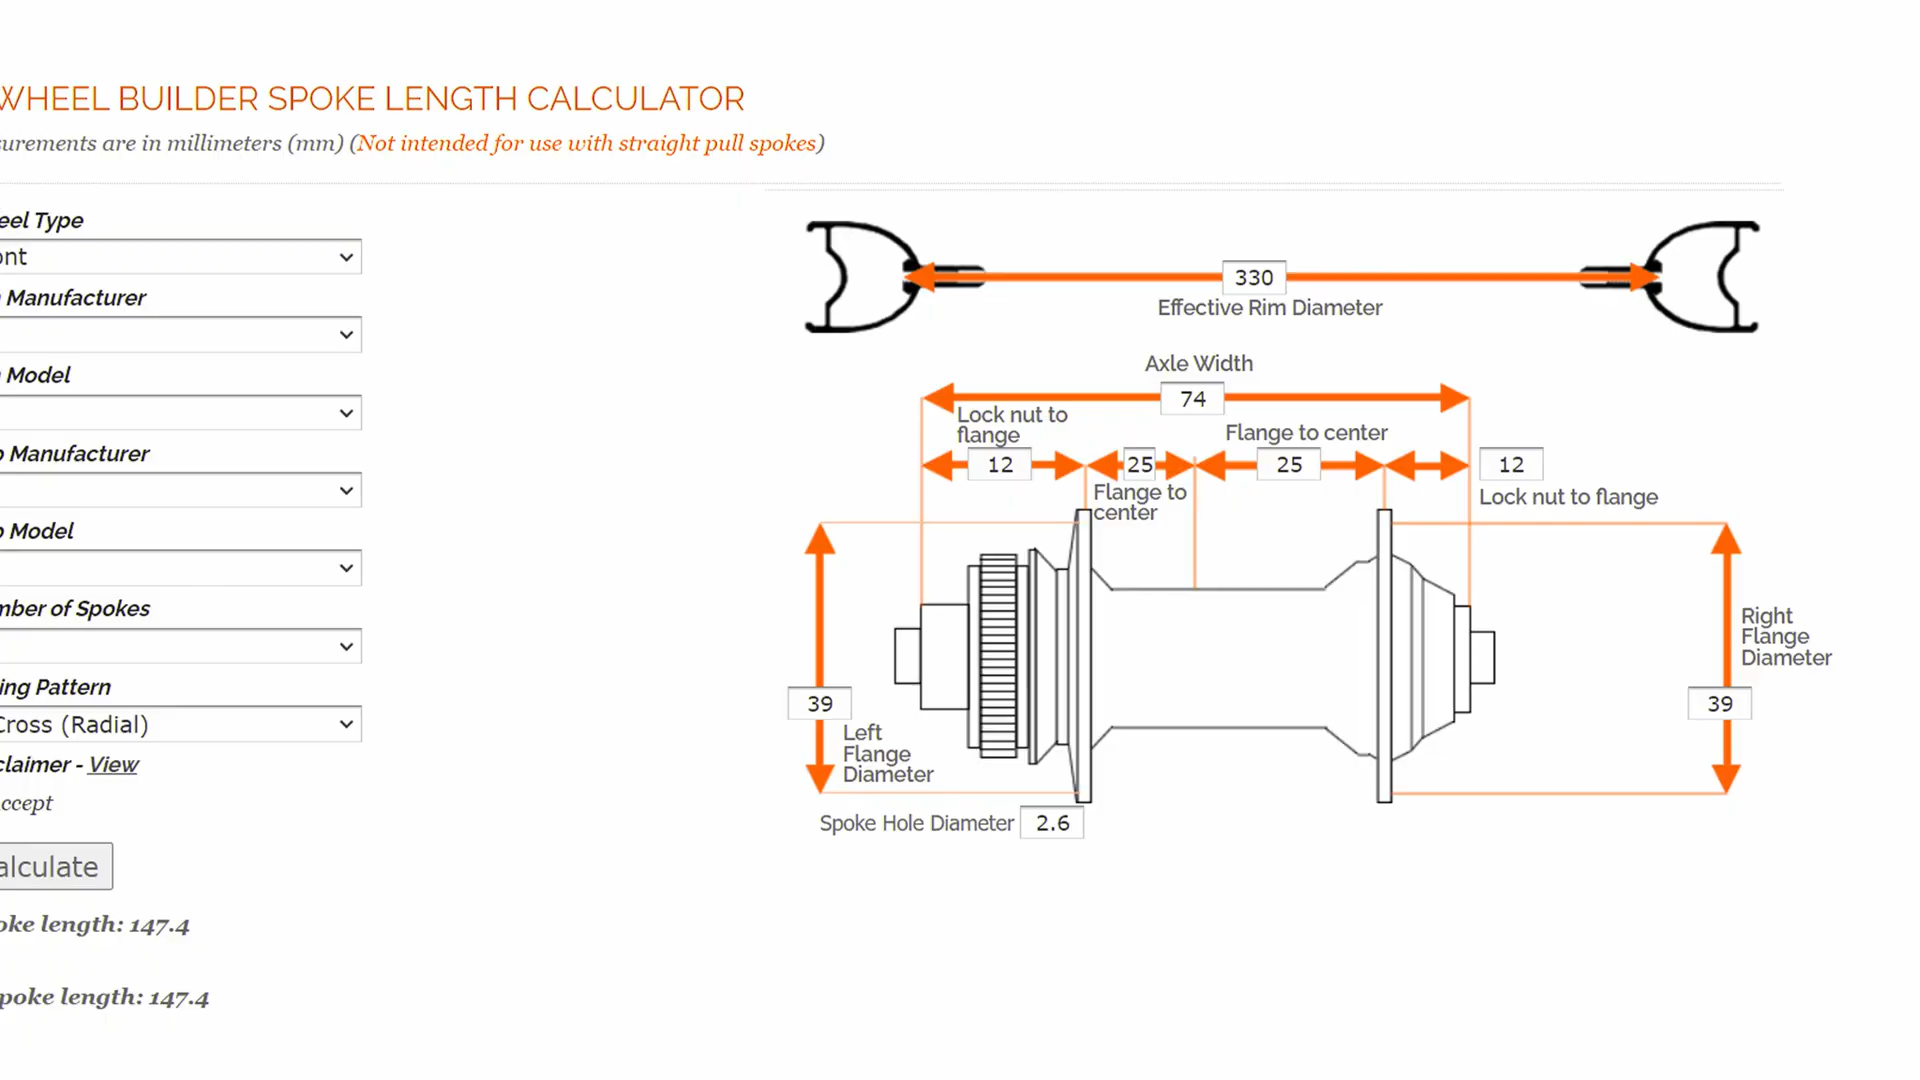 WHEEL BUILDER SPOKE LENGTH CALCULATOR
urements are in millimeters (mm) (Not intended for use with straight pull spokes)
eel Type
ont
Manufacturer
Model
o Manufacturer
o Model
mber of Spokes
ing Pattern
Cross (Radial)
claimer - View
ccept
alculate
oke length: 147.4
poke length: 147.4
330
Effective Rim Diameter
Axle Width
74
Lock nut to
flange
Flange to center
12
25
25
12
Flange to
center
Lock nut to flange
Right
Flange
Diameter
39
39
Left
Flange
Diameter
Spoke Hole Diameter 2.6